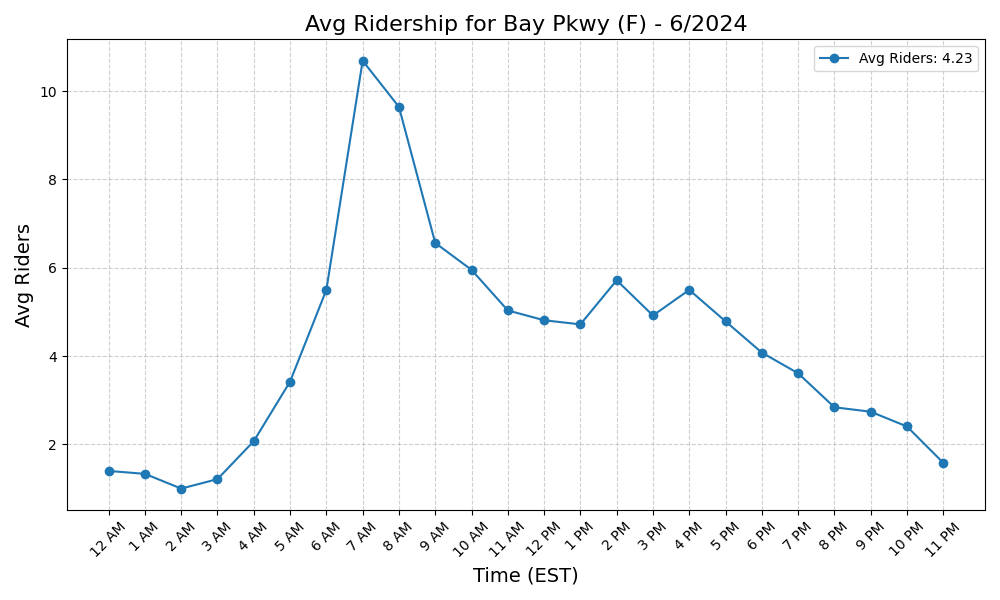 Avg Ridership for Bay Pkwy (F) - 6/2024
Avg Riders: 4.23
Avg Riders
10
8
6
4
2
12 AM
1 AM
2 AM
3 AM
4 AM
5 AM
6 AM
7 AM
8 AM
9 AM
10 AM
11 AM
12 PM
1 PM
2 PM
3 PM
4 PM
5 PM
6 PM
7 PM
8 PM
9 PM
10 PM
11 PM
Time (EST)